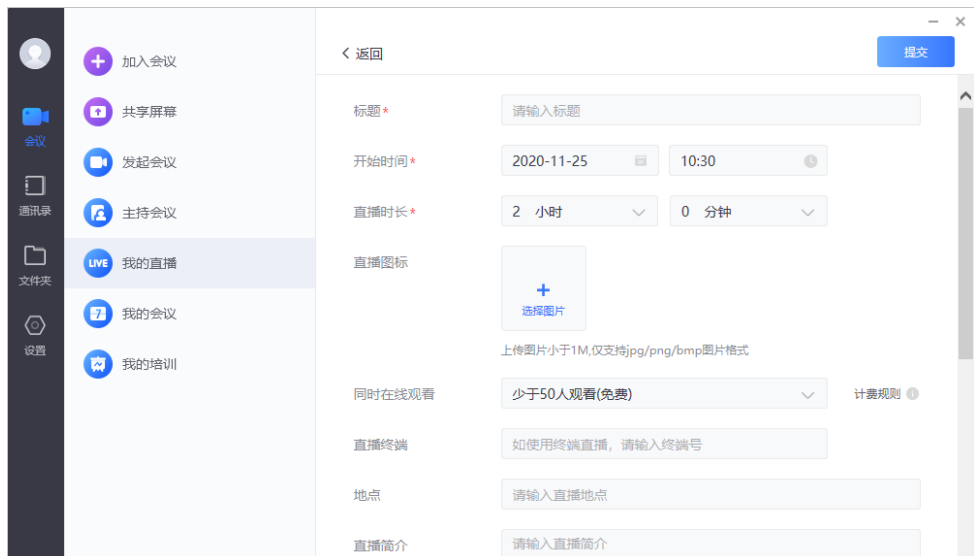 返回
提交
会议
通讯录
文件夹
设置
加入会议
共享屏幕
发起会议
主持会议
LIVE 我的直播
7 我的会议
我的培训
标题* 请输入标题
开始时间* 2020-11-25 10:30
直播时长* 2 小时 0 分钟
直播图标
选择图片
上传图片小于1M,仅支持jpg/png/bmp图片格式
同时在线观看 少于50人观看(免费) 计费规则
直播终端 如使用终端直播，请输入终端号
地点 请输入直播地点
直播简介 请输入直播简介